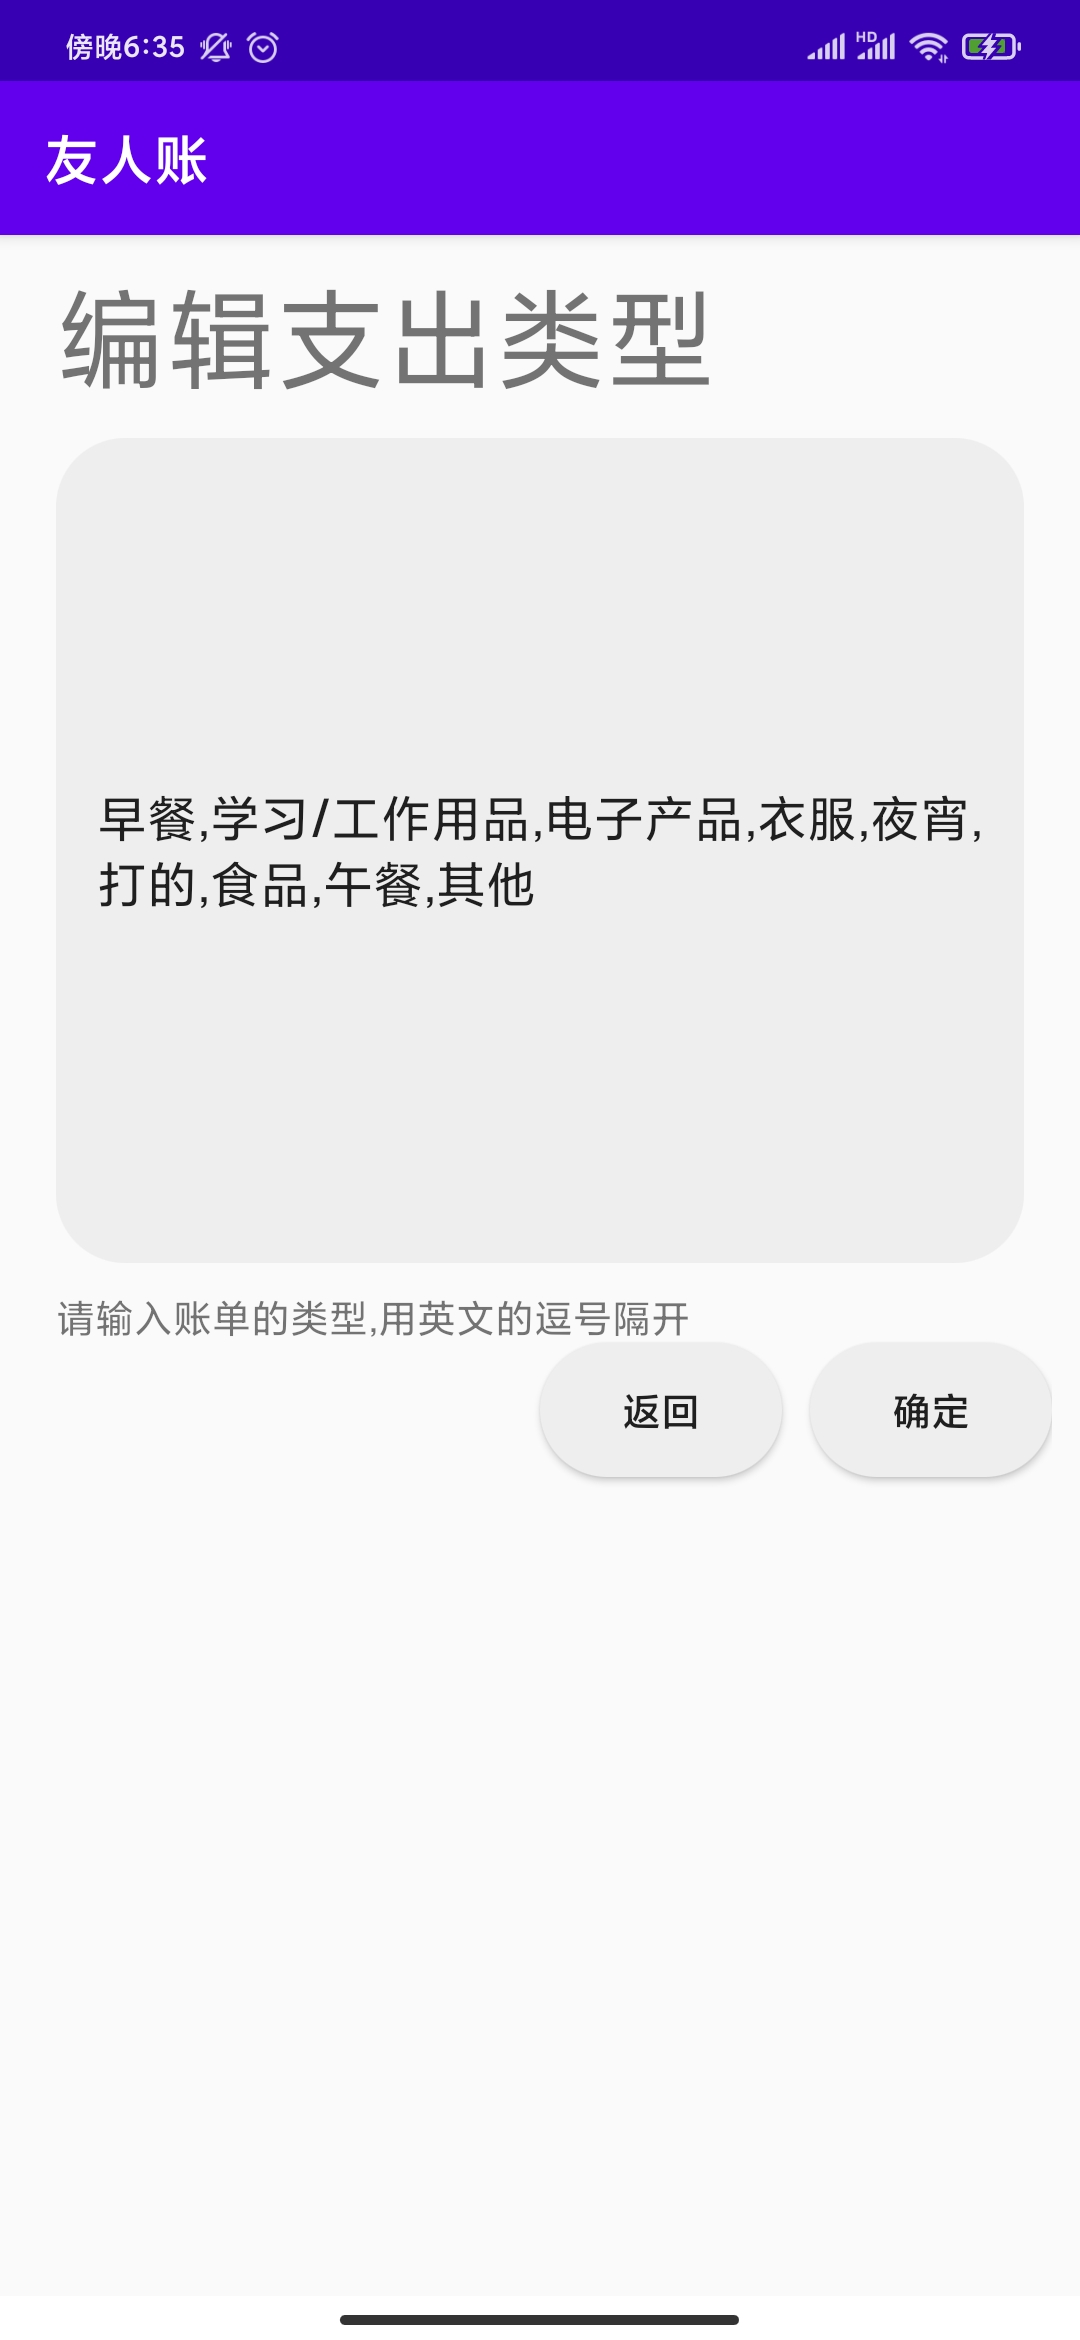 傍晚6:35
HD
友人账
编辑支出类型
早餐,学习/工作用品,电子产品,衣服,夜宵,
打的,食品,午餐,其他
请输入账单的类型,用英文的逗号隔开
返回 确定